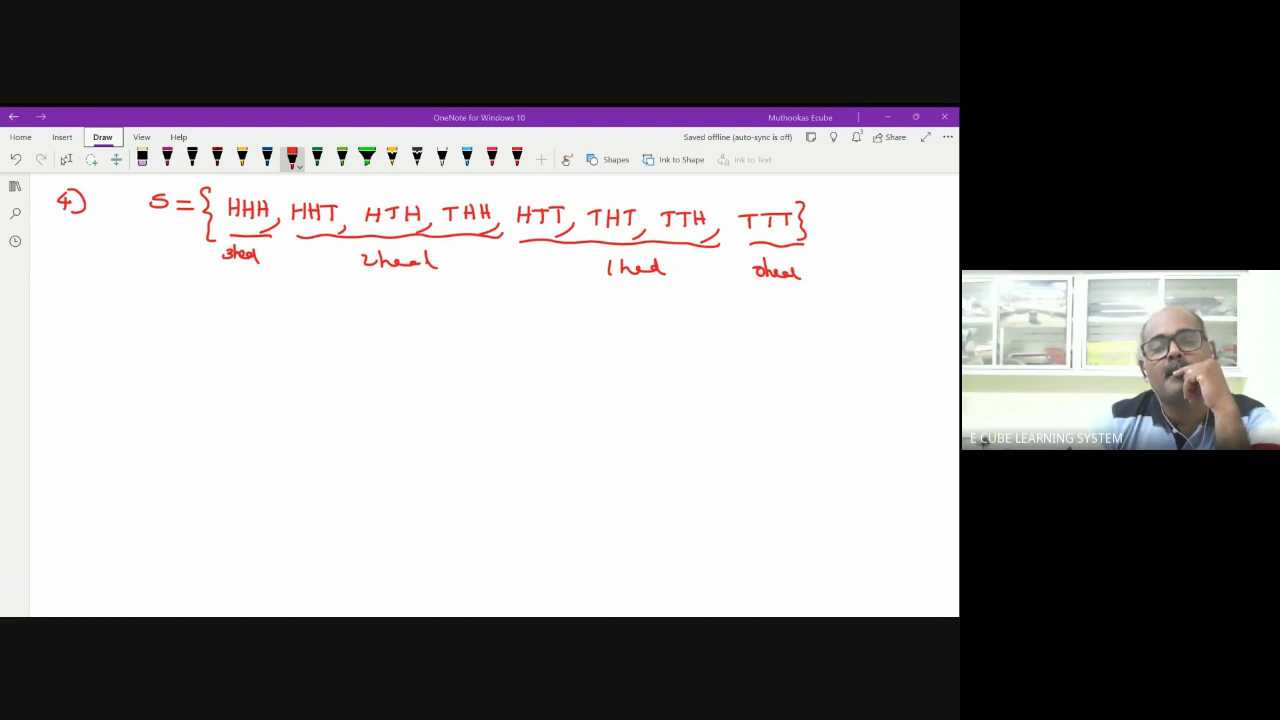 OneNote for Windows 10
Muthookas Ecube
Home Insert Draw View Help
Saved offline (auto-sync is off)
Share
Shapes
Ink to Shape
Ink to Text
4) S = { HHH, HHT, HTH, THH, HTT, THT, TTH, TTT}
3hed 2head 1hed 0head
E CUBE LEARNING SYSTEM